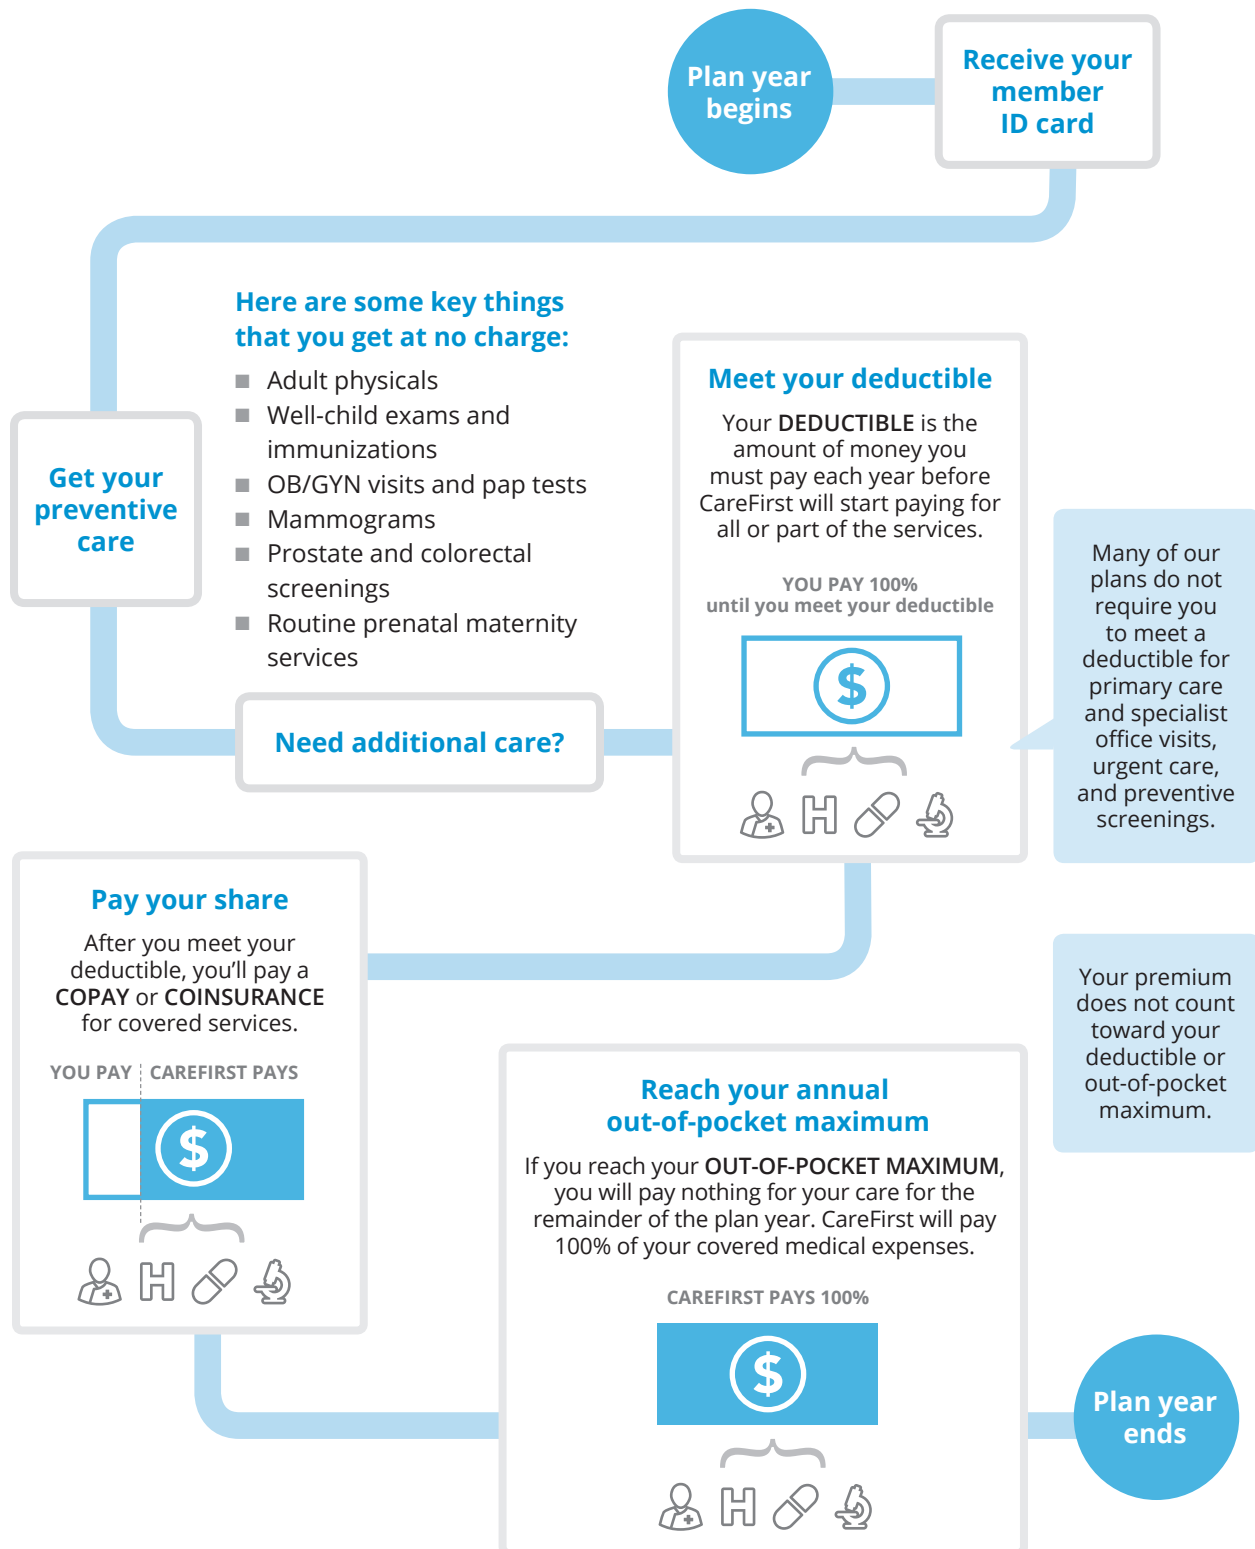 Plan year
begins
Receive your
member
ID card
Here are some key things
that you get at no charge:
■ Adult physicals
■ Well-child exams and
immunizations
■ OB/GYN visits and pap tests
■ Mammograms
■ Prostate and colorectal
screenings
■ Routine prenatal maternity
services
Get your
preventive
care
Need additional care?
Meet your deductible
Your DEDUCTIBLE is the
amount of money you
must pay each year before
CareFirst will start paying for
all or part of the services.
YOU PAY 100%
until you meet your deductible
$
H
Many of our
plans do not
require you
to meet a
deductible for
primary care
and specialist
office visits,
urgent care,
and preventive
screenings.
Pay your share
After you meet your
deductible, you'll pay a
COPAY or COINSURANCE
for covered services.
YOU PAY CAREFIRST PAYS
$
H
Your premium
does not count
toward your
deductible or
out-of-pocket
maximum.
Reach your annual
out-of-pocket maximum
If you reach your OUT-OF-POCKET MAXIMUM,
you will pay nothing for your care for the
remainder of the plan year. CareFirst will pay
100% of your covered medical expenses.
CAREFIRST PAYS 100%
$
H
Plan year
ends